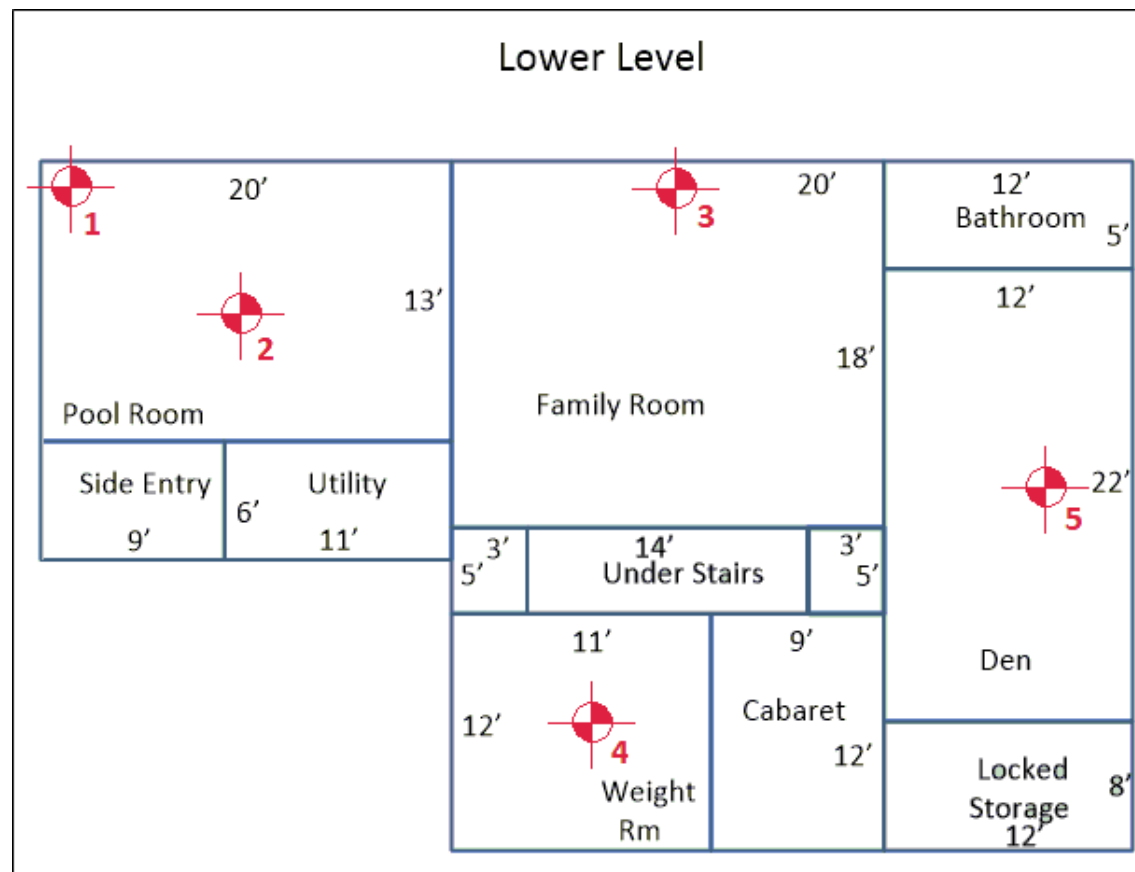 Lower Level
20’
1
13’
2
Pool Room
20’
3
18’
Family Room
12’
Bathroom
5’
12’
22’
5
Den
Side Entry
9’
Utility
6’
11’
3’
5’
14’
Under Stairs
3’
5’
11’
12’
4
Weight
Rm
9’
Cabaret
12’
Locked
Storage
8’
12’